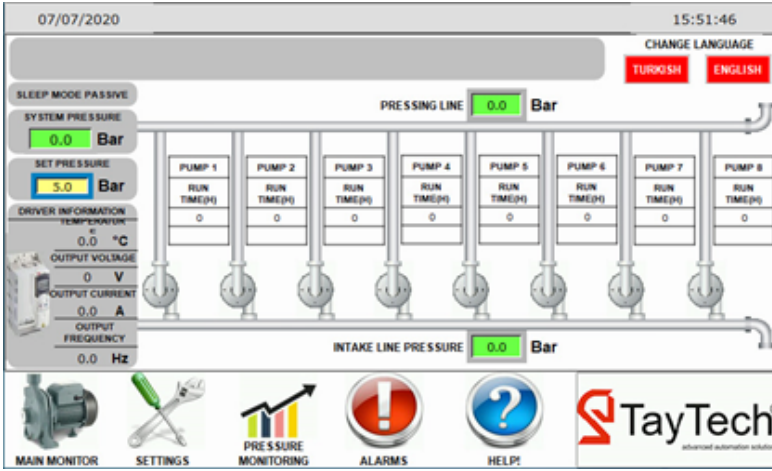 07/07/2020
15:51:46
CHANGE LANGUAGE
TURKISH
ENGLISH
SLEEP MODE PASSIVE
SYSTEM PRESSURE
0.0 Bar
SET PRESSURE
5.0 Bar
DRIVER INFORMATION
TEMPERATUR
e
0.0 °C
OUTPUT VOLTAGE
0 V
OUTPUT CURRENT
0.0 A
OUTPUT
FREQUENCY
0.0 Hz
PRESSING LINE 0.0 Bar
PUMP 1
RUN
TIME(H)
0
PUMP 2
RUN
TIME(H)
0
PUMP 3
RUN
TIME(H)
0
PUMP 4
RUN
TIME(H)
0
PUMP 5
RUN
TIME(H)
0
PUMP 6
RUN
TIME(H)
0
PUMP 7
RUN
TIME(H)
0
PUMP 8
RUN
TIME(H)
0
INTAKE LINE PRESSURE 0.0 Bar
MAIN MONITOR
SETTINGS
PRESSURE
MONITORING
ALARMS
HELP!
TayTech
advanced automation solutio